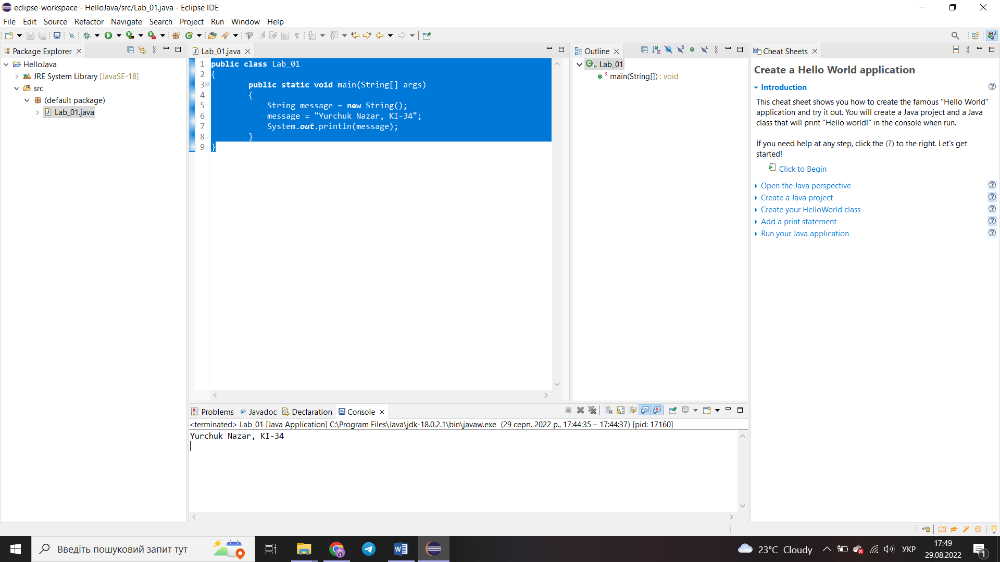 eclipse-workspace - HelloJava/src/Lab_01.java - Eclipse IDE
File Edit Source Refactor Navigate Search Project Run Window Help
Package Explorer
HelloJava
JRE System Library [JavaSE-18]
src
(default package)
Lab_01.java
Lab_01.java
1 public class Lab_01
2 {
3 public static void main(String[] args)
4 {
5 String message = new String();
6 message = "Yurchuk Nazar, KI-34";
7 System.out.println(message);
8 }
9 }
Outline
Lab_01
main(String[]) : void
Cheat Sheets
Create a Hello World application
Introduction
This cheat sheet shows you how to create the famous "Hello World"
application and try it out. You will create a Java project and a Java
class that will print "Hello world!" in the console when run.
If you need help at any step, click the (?) to the right. Let's get
started!
Click to Begin
Open the Java perspective
Create a Java project
Create your HelloWorld class
Add a print statement
Run your Java application
Problems @ Javadoc Declaration Console
<terminated> Lab_01 [Java Application] C:\Program Files\Java\jdk-18.0.2.1\bin\javaw.exe (29 серп. 2022 р., 17:44:35 – 17:44:37) [pid: 17160]
Yurchuk Nazar, KI-34
Введіть пошуковий запит тут
23°C Cloudy
УКР
17:49
29.08.2022
1